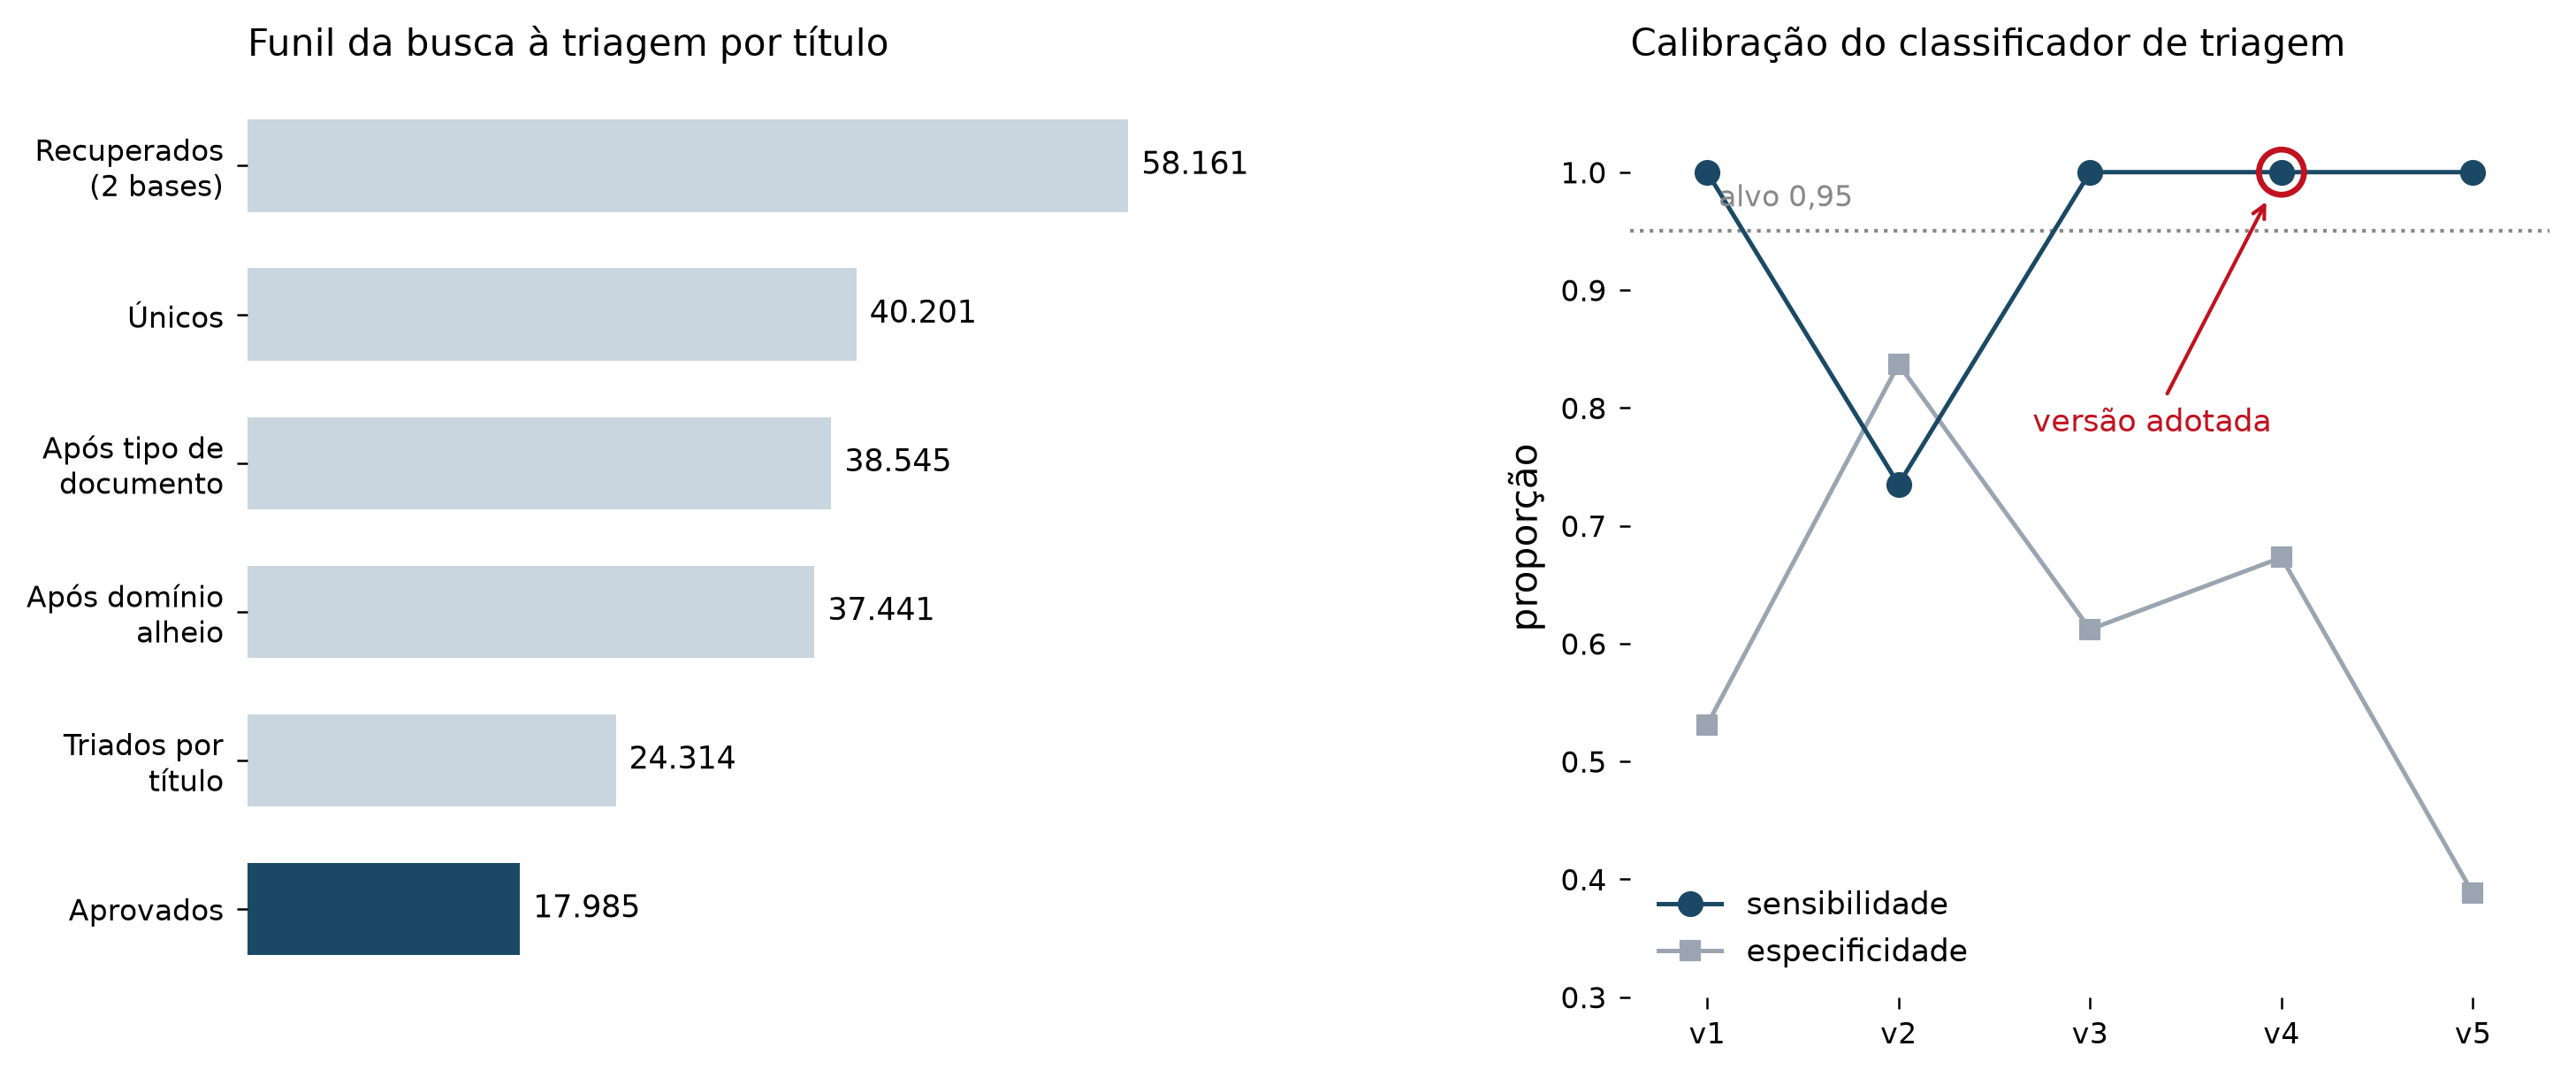 Funil da busca à triagem por título
Recuperados
(2 bases)
58.161
Únicos
40.201
Após tipo de
documento
38.545
Após domínio
alheio
37.441
Triados por
título
24.314
Aprovados
17.985
Calibração do classificador de triagem
proporção
1.0
0.9
0.8
0.7
0.6
0.5
0.4
0.3
alvo 0,95
versão adotada
sensibilidade
especificidade
v1
v2
v3
v4
v5